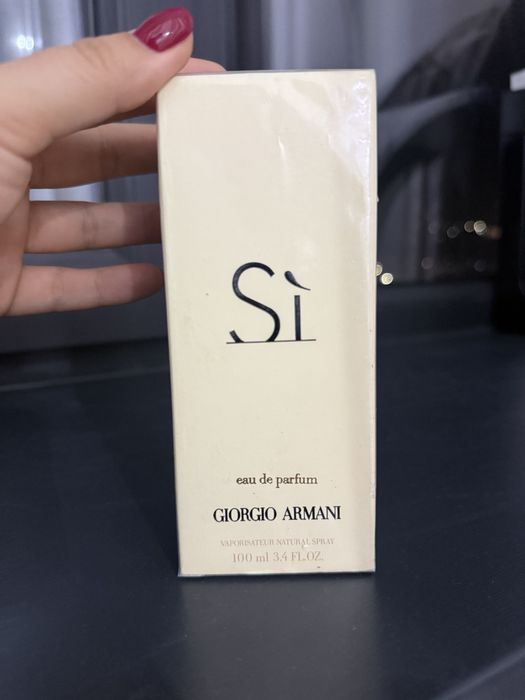 Sì
eau de parfum
GIORGIO ARMANI
VAPORISATEUR NATURAL SPRAY
100 ml 3.4 FL.OZ.